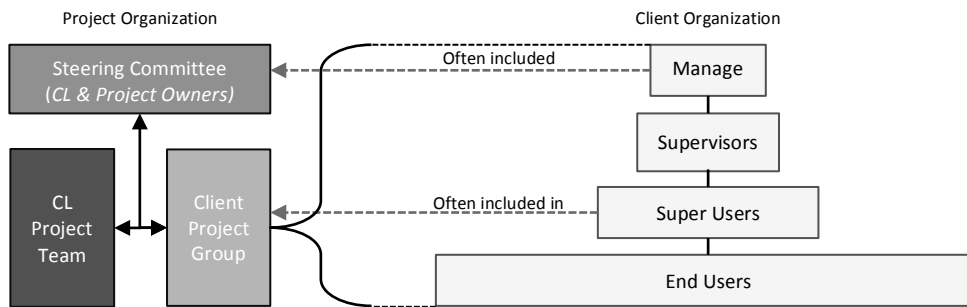 Project Organization
Client Organization
Steering Committee
(CL & Project Owners)
Often included
Manage
Supervisors
CL
Project
Team
Client
Project
Group
Often included in
Super Users
End Users